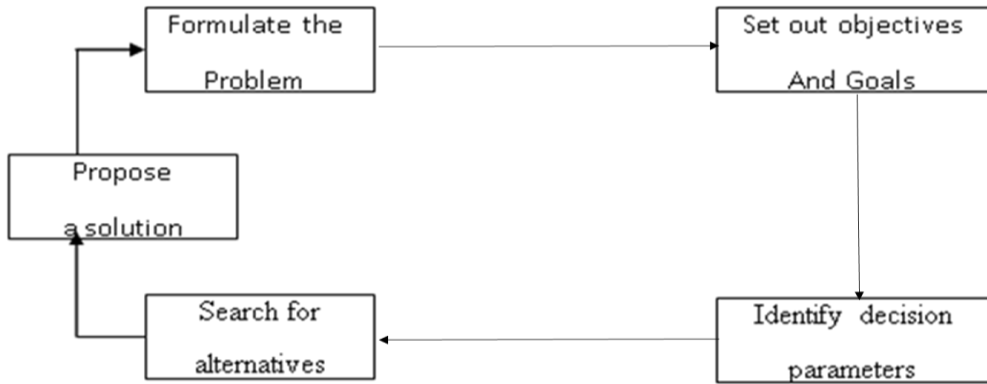 Formulate the
Problem
Set out objectives
And Goals
Propose
a solution
Search for
alternatives
Identify decision
parameters